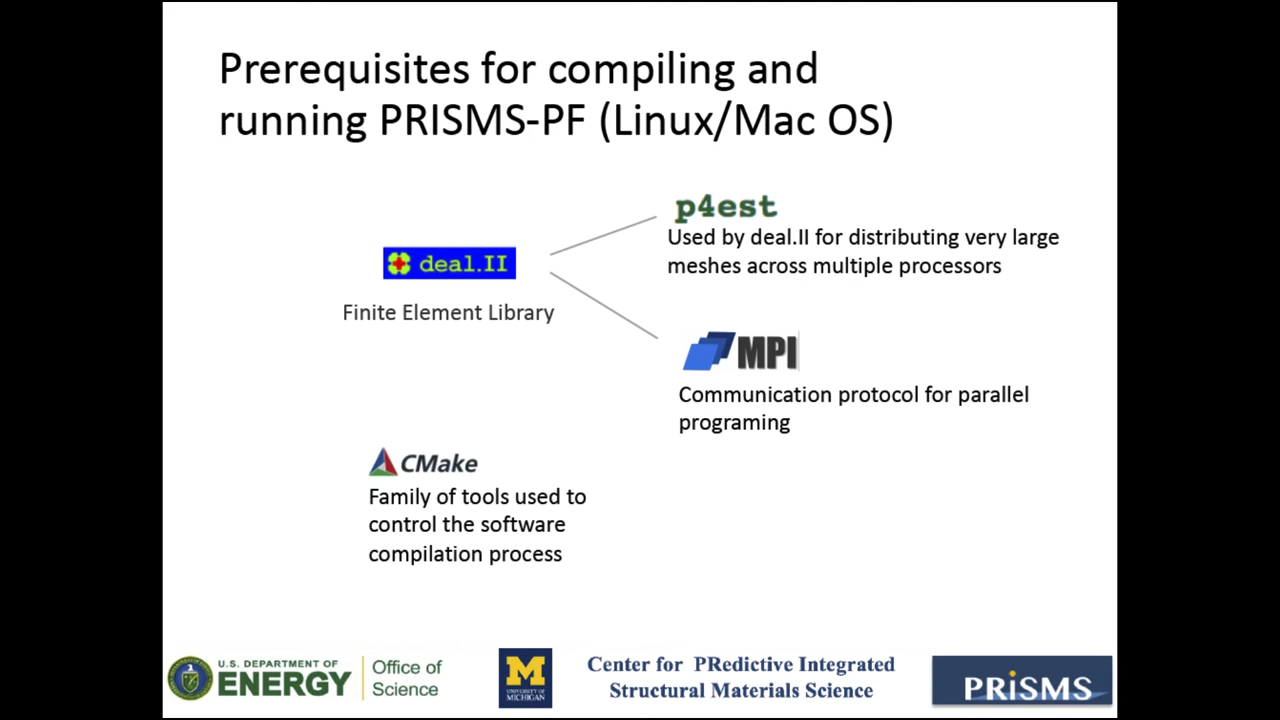 Prerequisites for compiling and
running PRISMS-PF (Linux/Mac OS)
p4est
Used by deal.II for distributing very large
meshes across multiple processors
deal.II
Finite Element Library
MPI
Communication protocol for parallel
programing
CMake
Family of tools used to
control the software
compilation process
U.S. DEPARTMENT OF
ENERGY
Office of
Science
M
UNIVERSITY OF
MICHIGAN
Center for PRedictive Integrated
Structural Materials Science
PRiSMS